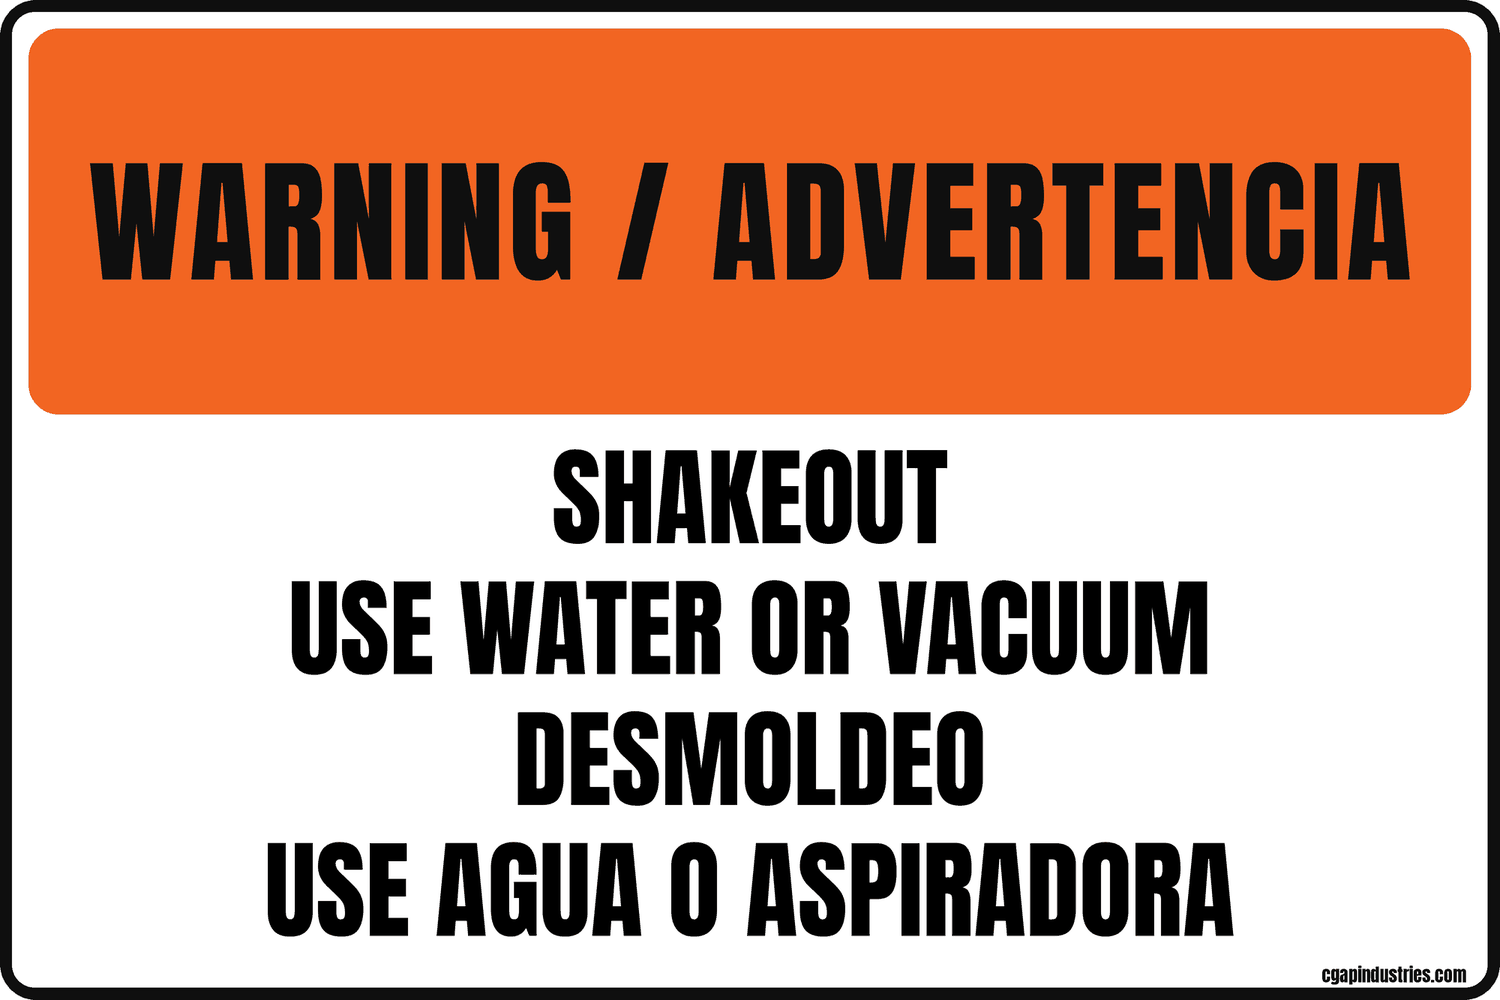 WARNING / ADVERTENCIA
SHAKEOUT
USE WATER OR VACUUM
DESMOLDEO
USE AGUA O ASPIRADORA
cgapindustries.com